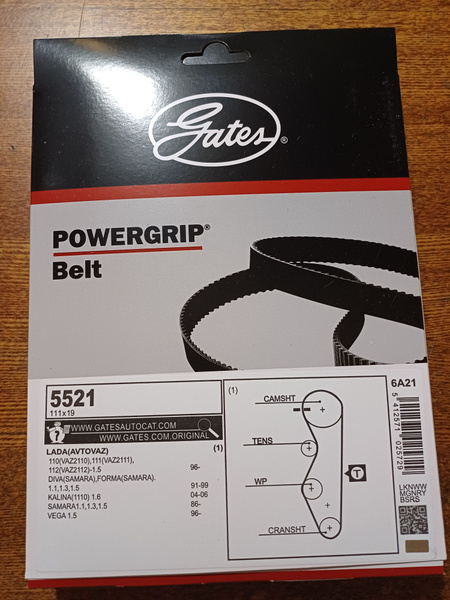 Gates®
POWERGRIP®
Belt
5521
111x19
WWW.GATESAUTOCAT.COM
WWW.GATES.COM.ORIGINAL
LADA(AVTOVAZ) (1)
110(VAZ2110),111(VAZ2111),
112(VAZ2112)-1.5 96-
DIVA(SAMARA),FORMA(SAMARA).
1.1,1.3,1.5 91-99
KALINA(1110) 1.6 04-06
SAMARA1.1,1.3,1.5 86-
VEGA 1.5 96-
(1)
CAMSHT
TENS
WP
CRANSHT
T
6A21
5 412571 025729
LKNWW
MGNRY
BSRS